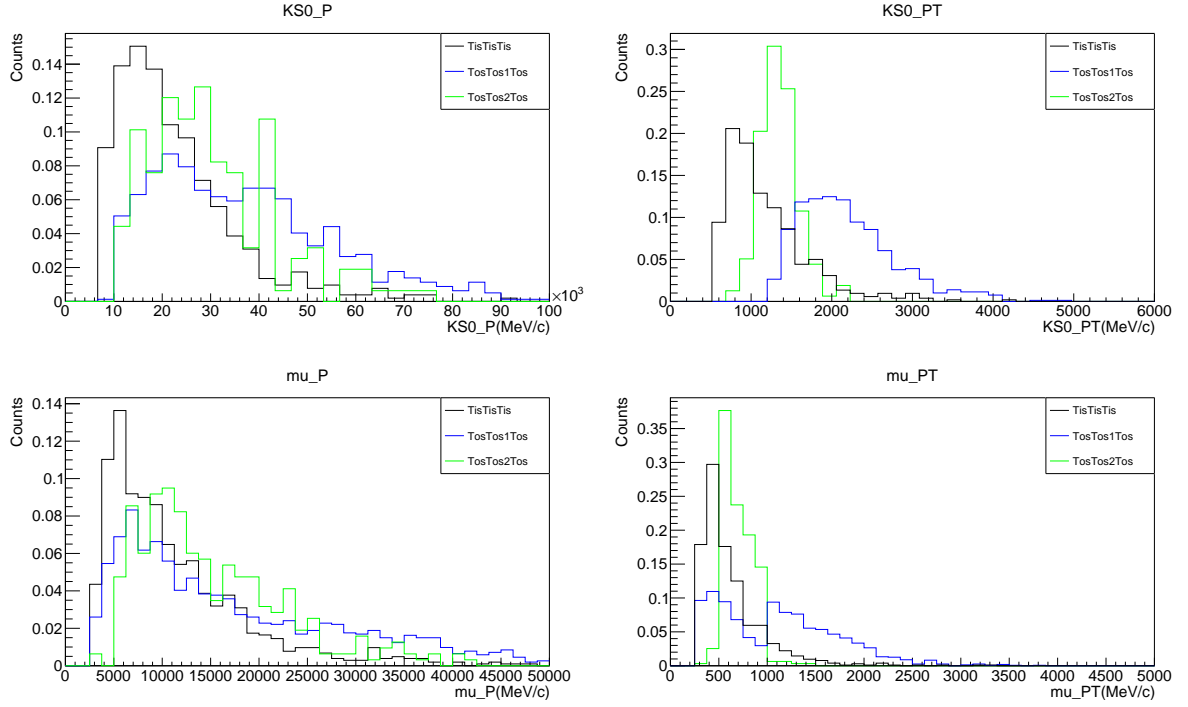 KS0_P
Counts
0.14
0.12
0.1
0.08
0.06
0.04
0.02
0
0 10 20 30 40 50 60 70 80 90 100
×10³
KS0_P(MeV/c)
TisTisTis
TosTos1Tos
TosTos2Tos
KS0_PT
Counts
0.3
0.25
0.2
0.15
0.1
0.05
0
0 1000 2000 3000 4000 5000 6000
KS0_PT(MeV/c)
TisTisTis
TosTos1Tos
TosTos2Tos
mu_P
Counts
0.14
0.12
0.1
0.08
0.06
0.04
0.02
0
0 5000 10000 15000 20000 25000 30000 35000 40000 45000 50000
mu_P(MeV/c)
TisTisTis
TosTos1Tos
TosTos2Tos
mu_PT
Counts
0.35
0.3
0.25
0.2
0.15
0.1
0.05
0
0 500 1000 1500 2000 2500 3000 3500 4000 4500 5000
mu_PT(MeV/c)
TisTisTis
TosTos1Tos
TosTos2Tos